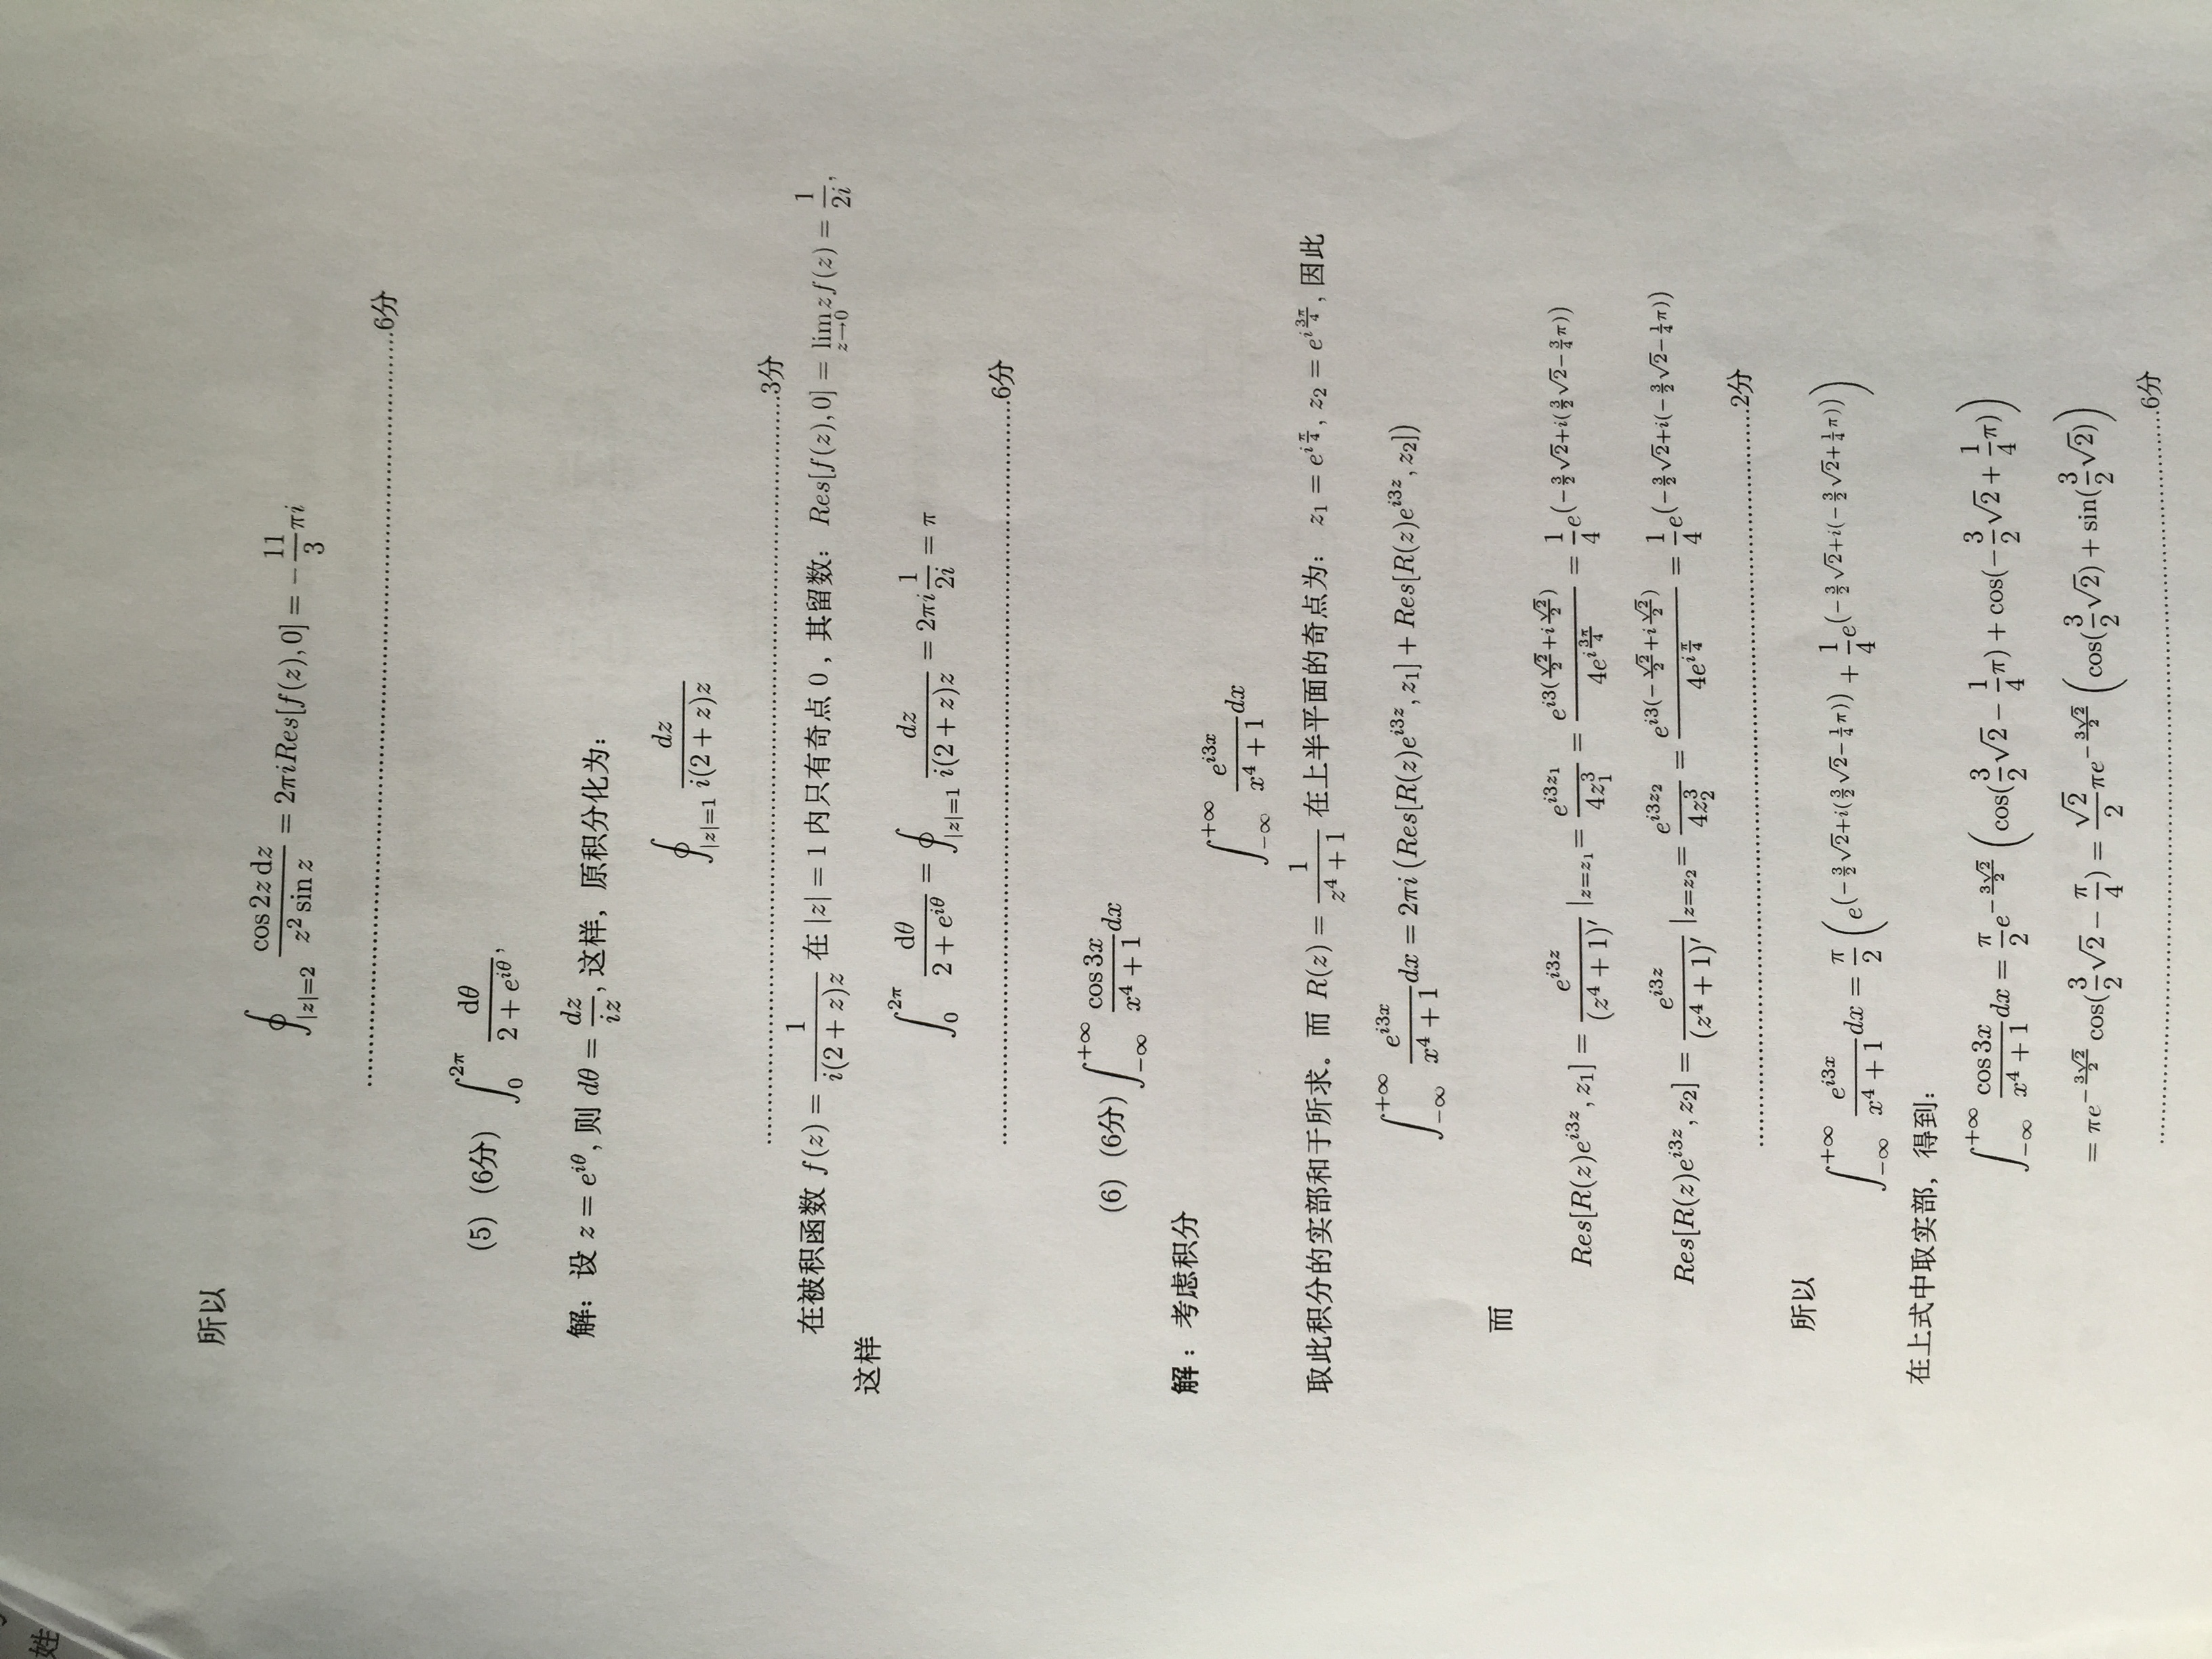 姓
所以
$\oint_{|z|=2} \frac{\cos 2z \, \mathrm{d}z}{z^2 \sin z} = 2\pi i Res[f(z), 0] = -\frac{11}{3}\pi i$
........................................................................6分
(5) (6分) $\int_0^{2\pi} \frac{\mathrm{d}\theta}{2 + e^{i\theta}},$
解：设 $z = e^{i\theta}$, 则 $d\theta = \frac{dz}{iz}$, 这样，原积分化为：
$\oint_{|z|=1} \frac{dz}{i(2+z)z}$
........................................................................3分
在被积函数 $f(z) = \frac{1}{i(2+z)z}$ 在 $|z| = 1$ 内只有奇点 0 ，其留数： $Res[f(z), 0] = \lim_{z \to 0} z f(z) = \frac{1}{2i}$,
这样
$\int_0^{2\pi} \frac{\mathrm{d}\theta}{2 + e^{i\theta}} = \oint_{|z|=1} \frac{dz}{i(2+z)z} = 2\pi i \frac{1}{2i} = \pi$
........................................................................6分
(6) (6分) $\int_{-\infty}^{+\infty} \frac{\cos 3x}{x^4 + 1} dx$
解：考虑积分
$\int_{-\infty}^{+\infty} \frac{e^{i3x}}{x^4 + 1} dx$
取此积分的实部和于所求。而 $R(z) = \frac{1}{z^4 + 1}$ 在上半平面的奇点为： $z_1 = e^{i\frac{\pi}{4}}, z_2 = e^{i\frac{3\pi}{4}}$, 因此
$\int_{-\infty}^{+\infty} \frac{e^{i3x}}{x^4 + 1} dx = 2\pi i \left( Res[R(z)e^{i3z}, z_1] + Res[R(z)e^{i3z}, z_2] \right)$
而
$Res[R(z)e^{i3z}, z_1] = \frac{e^{i3z}}{(z^4+1)'} |_{z=z_1} = \frac{e^{i3z_1}}{4z_1^3} = \frac{e^{i3(\frac{\sqrt{2}}{2} + i\frac{\sqrt{2}}{2})}}{4e^{i\frac{3\pi}{4}}} = \frac{1}{4} e^{\left(-\frac{3}{2}\sqrt{2} + i(\frac{3}{2}\sqrt{2} - \frac{3}{4}\pi)\right)}$
$Res[R(z)e^{i3z}, z_2] = \frac{e^{i3z}}{(z^4+1)'} |_{z=z_2} = \frac{e^{i3z_2}}{4z_2^3} = \frac{e^{i3(-\frac{\sqrt{2}}{2} + i\frac{\sqrt{2}}{2})}}{4e^{i\frac{\pi}{4}}} = \frac{1}{4} e^{\left(-\frac{3}{2}\sqrt{2} + i(-\frac{3}{2}\sqrt{2} - \frac{1}{4}\pi)\right)}$
........................................................................2分
所以
$\int_{-\infty}^{+\infty} \frac{e^{i3x}}{x^4 + 1} dx = \frac{\pi}{2} \left( e^{\left(-\frac{3}{2}\sqrt{2} + i(\frac{3}{2}\sqrt{2} - \frac{1}{4}\pi)\right)} + \frac{1}{4} e^{\left(-\frac{3}{2}\sqrt{2} + i(-\frac{3}{2}\sqrt{2} + \frac{1}{4}\pi)\right)} \right)$
在上式中取实部，得到：
$\int_{-\infty}^{+\infty} \frac{\cos 3x}{x^4 + 1} dx = \frac{\pi}{2} e^{-\frac{3\sqrt{2}}{2}} \left( \cos(\frac{3}{2}\sqrt{2} - \frac{1}{4}\pi) + \cos(-\frac{3}{2}\sqrt{2} + \frac{1}{4}\pi) \right)$
$= \pi e^{-\frac{3\sqrt{2}}{2}} \cos(\frac{3}{2}\sqrt{2} - \frac{\pi}{4}) = \frac{\sqrt{2}}{2} \pi e^{-\frac{3\sqrt{2}}{2}} \left( \cos(\frac{3}{2}\sqrt{2}) + \sin(\frac{3}{2}\sqrt{2}) \right)$
........................................................................6分